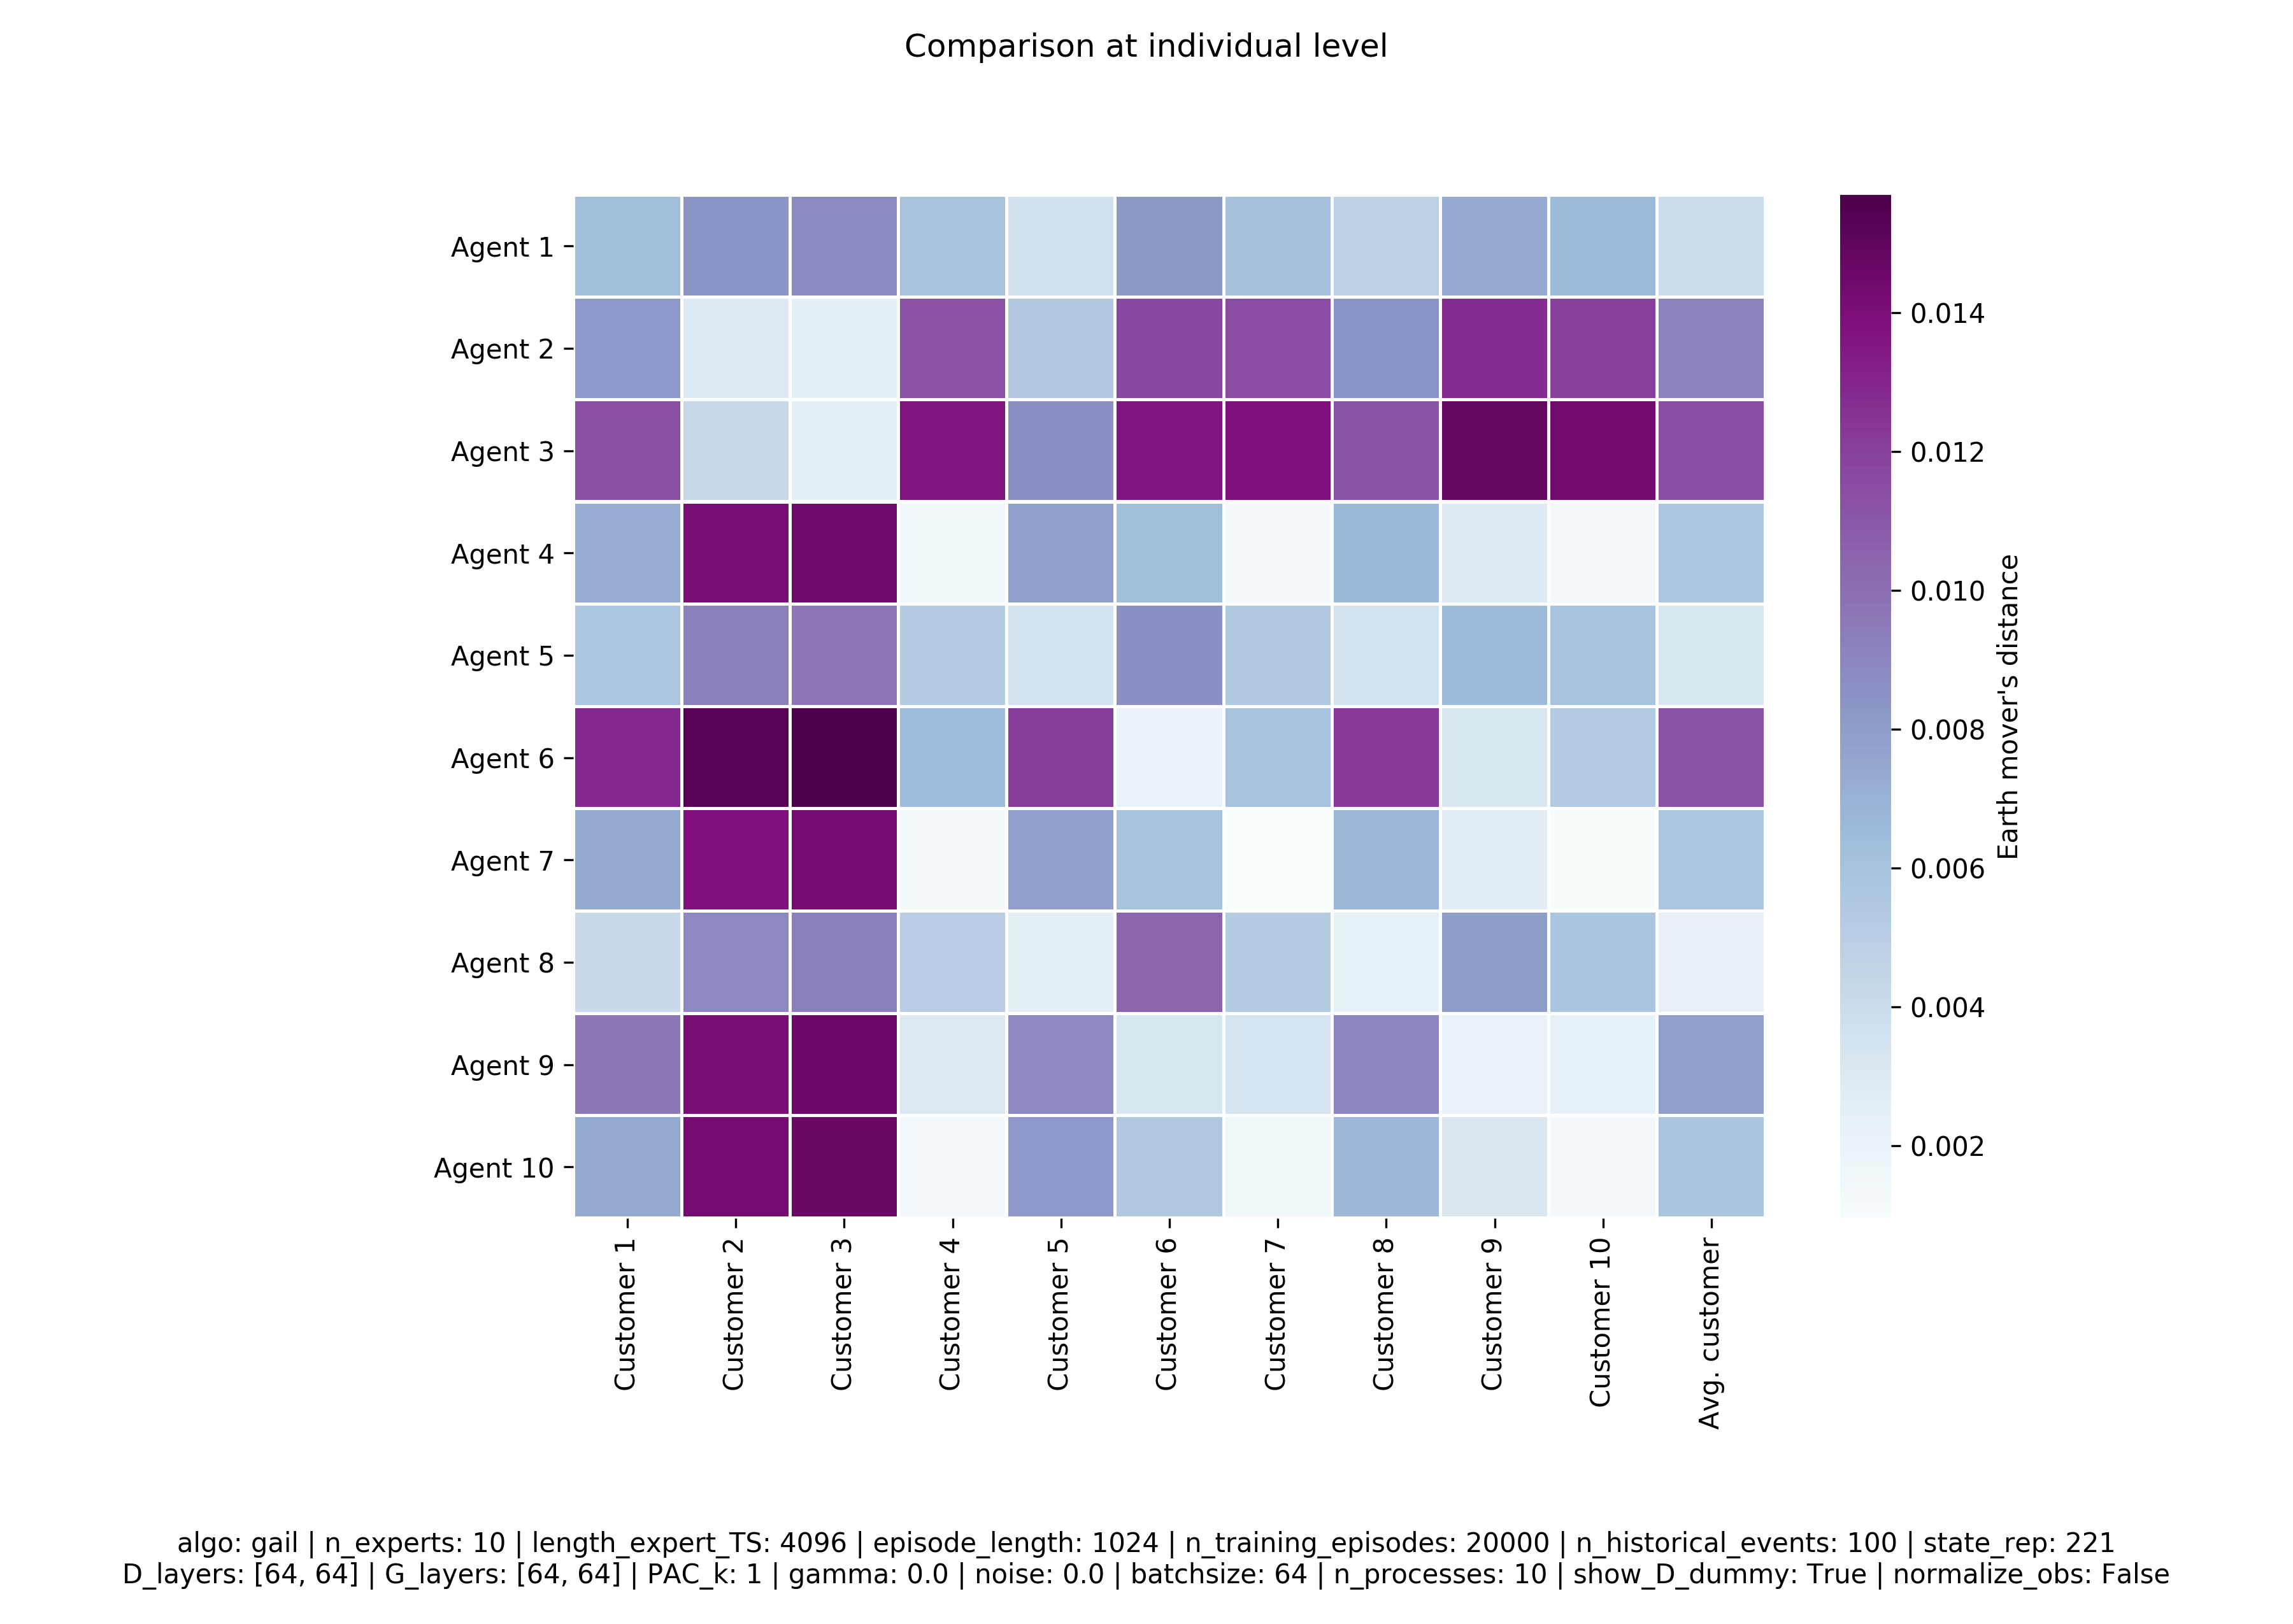 Comparison at individual level
Agent 1
Agent 2
Agent 3
Agent 4
Agent 5
Agent 6
Agent 7
Agent 8
Agent 9
Agent 10
Customer 1
Customer 2
Customer 3
Customer 4
Customer 5
Customer 6
Customer 7
Customer 8
Customer 9
Customer 10
Avg. customer
0.014
0.012
0.010
0.008
0.006
0.004
0.002
Earth mover's distance
algo: gail | n_experts: 10 | length_expert_TS: 4096 | episode_length: 1024 | n_training_episodes: 20000 | n_historical_events: 100 | state_rep: 221
D_layers: [64, 64] | G_layers: [64, 64] | PAC_k: 1 | gamma: 0.0 | noise: 0.0 | batchsize: 64 | n_processes: 10 | show_D_dummy: True | normalize_obs: False